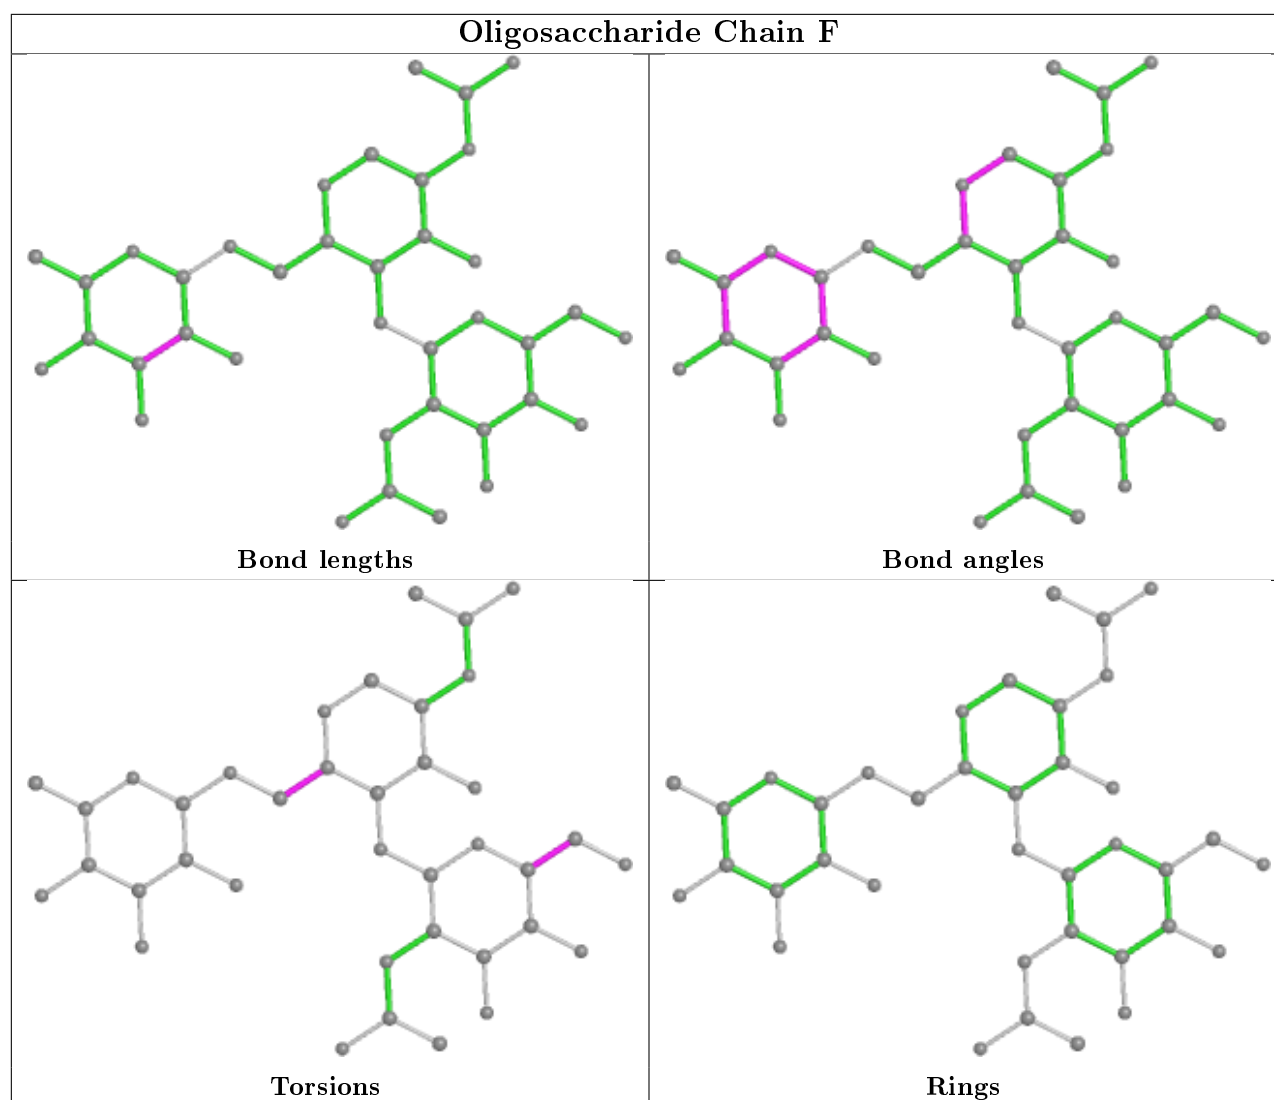 Oligosaccharide Chain F
Bond lengths
Bond angles
Torsions
Rings